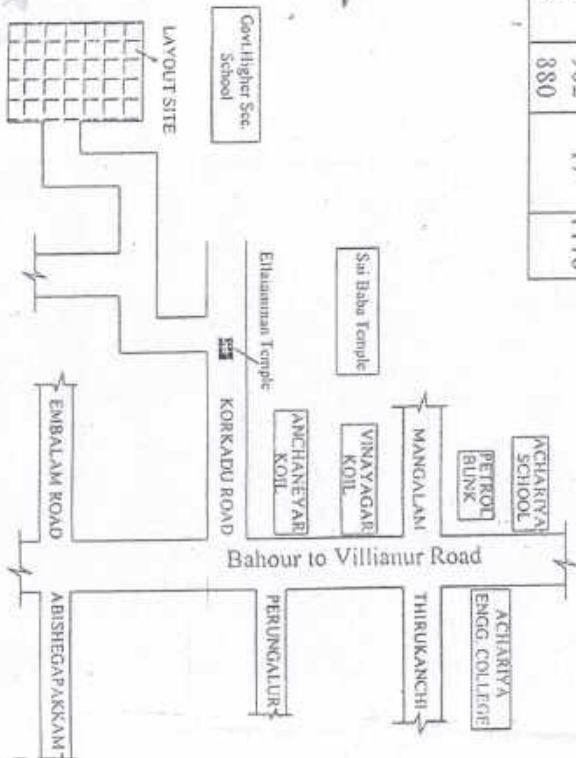 880
Govt.Higher Sec.
School
LAYOUT SITE
Sai Baba Temple
Ellaiamman Temple
ACHARIYA
SCHOOL
PETROL
BUNK
MANGALAM
VINAYAGAR
KOIL
ANCHANEYAR
KOIL
KORKADU ROAD
EMBALAM ROAD
Bahour to Villianur Road
ACHARIYA
ENGG. COLLEGE
THIRUKANCHI
PERUNGALUR
ABISHEGAPAKKAM